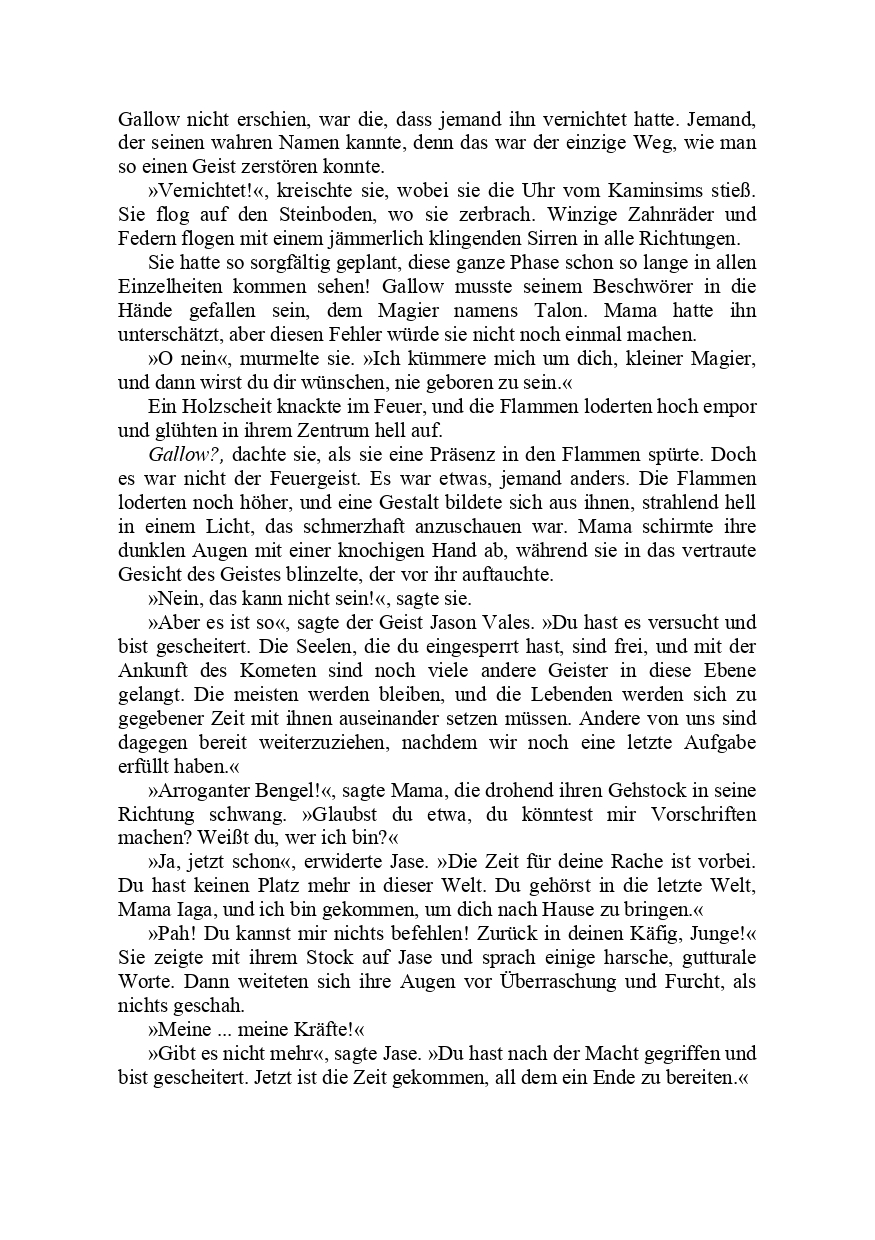 Gallow nicht erschien, war die, dass jemand ihn vernichtet hatte. Jemand,
der seinen wahren Namen kannte, denn das war der einzige Weg, wie man
so einen Geist zerstören konnte.
»Vernichtet!«, kreischte sie, wobei sie die Uhr vom Kaminsims stieß.
Sie flog auf den Steinboden, wo sie zerbrach. Winzige Zahnräder und
Federn flogen mit einem jämmerlich klingenden Sirren in alle Richtungen.
Sie hatte so sorgfältig geplant, diese ganze Phase schon so lange in allen
Einzelheiten kommen sehen! Gallow musste seinem Beschwörer in die
Hände gefallen sein, dem Magier namens Talon. Mama hatte ihn
unterschätzt, aber diesen Fehler würde sie nicht noch einmal machen.
»O nein«, murmelte sie. »Ich kümmere mich um dich, kleiner Magier,
und dann wirst du dir wünschen, nie geboren zu sein.«
Ein Holzscheit knackte im Feuer, und die Flammen loderten hoch empor
und glühten in ihrem Zentrum hell auf.
Gallow?, dachte sie, als sie eine Präsenz in den Flammen spürte. Doch
es war nicht der Feuergeist. Es war etwas, jemand anders. Die Flammen
loderten noch höher, und eine Gestalt bildete sich aus ihnen, strahlend hell
in einem Licht, das schmerzhaft anzuschauen war. Mama schirmte ihre
dunklen Augen mit einer knochigen Hand ab, während sie in das vertraute
Gesicht des Geistes blinzelte, der vor ihr auftauchte.
»Nein, das kann nicht sein!«, sagte sie.
»Aber es ist so«, sagte der Geist Jason Vales. »Du hast es versucht und
bist gescheitert. Die Seelen, die du eingesperrt hast, sind frei, und mit der
Ankunft des Kometen sind noch viele andere Geister in diese Ebene
gelangt. Die meisten werden bleiben, und die Lebenden werden sich zu
gegebener Zeit mit ihnen auseinander setzen müssen. Andere von uns sind
dagegen bereit weiterzuziehen, nachdem wir noch eine letzte Aufgabe
erfüllt haben.«
»Arroganter Bengel!«, sagte Mama, die drohend ihren Gehstock in seine
Richtung schwang. »Glaubst du etwa, du könntest mir Vorschriften
machen? Weißt du, wer ich bin?«
»Ja, jetzt schon«, erwiderte Jase. »Die Zeit für deine Rache ist vorbei.
Du hast keinen Platz mehr in dieser Welt. Du gehörst in die letzte Welt,
Mama Iaga, und ich bin gekommen, um dich nach Hause zu bringen.«
»Pah! Du kannst mir nichts befehlen! Zurück in deinen Käfig, Junge!«
Sie zeigte mit ihrem Stock auf Jase und sprach einige harsche, gutturale
Worte. Dann weiteten sich ihre Augen vor Überraschung und Furcht, als
nichts geschah.
»Meine ... meine Kräfte!«
»Gibt es nicht mehr«, sagte Jase. »Du hast nach der Macht gegriffen und
bist gescheitert. Jetzt ist die Zeit gekommen, all dem ein Ende zu bereiten.«